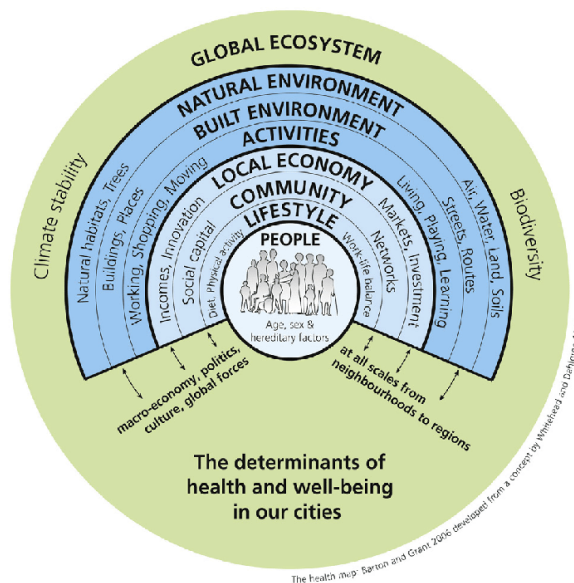 GLOBAL ECOSYSTEM
Climate stability
Biodiversity
NATURAL ENVIRONMENT
Natural habitats, Trees
Air, Water, Land, Soils
BUILT ENVIRONMENT
Buildings, Places
Streets, Routes
ACTIVITIES
Working, Shopping, Moving
Living, Playing, Learning
LOCAL ECONOMY
Incomes, Innovation
Markets, Investment
COMMUNITY
Social capital
Networks
LIFESTYLE
Diet, Physical activity
Work-life balance
PEOPLE
Age, sex &
hereditary factors
macro-economy, politics,
culture, global forces
at all scales from
neighbourhoods to regions
The determinants of
health and well-being
in our cities
The health map: Barton and Grant 2006 developed from a concept by Whitehead and